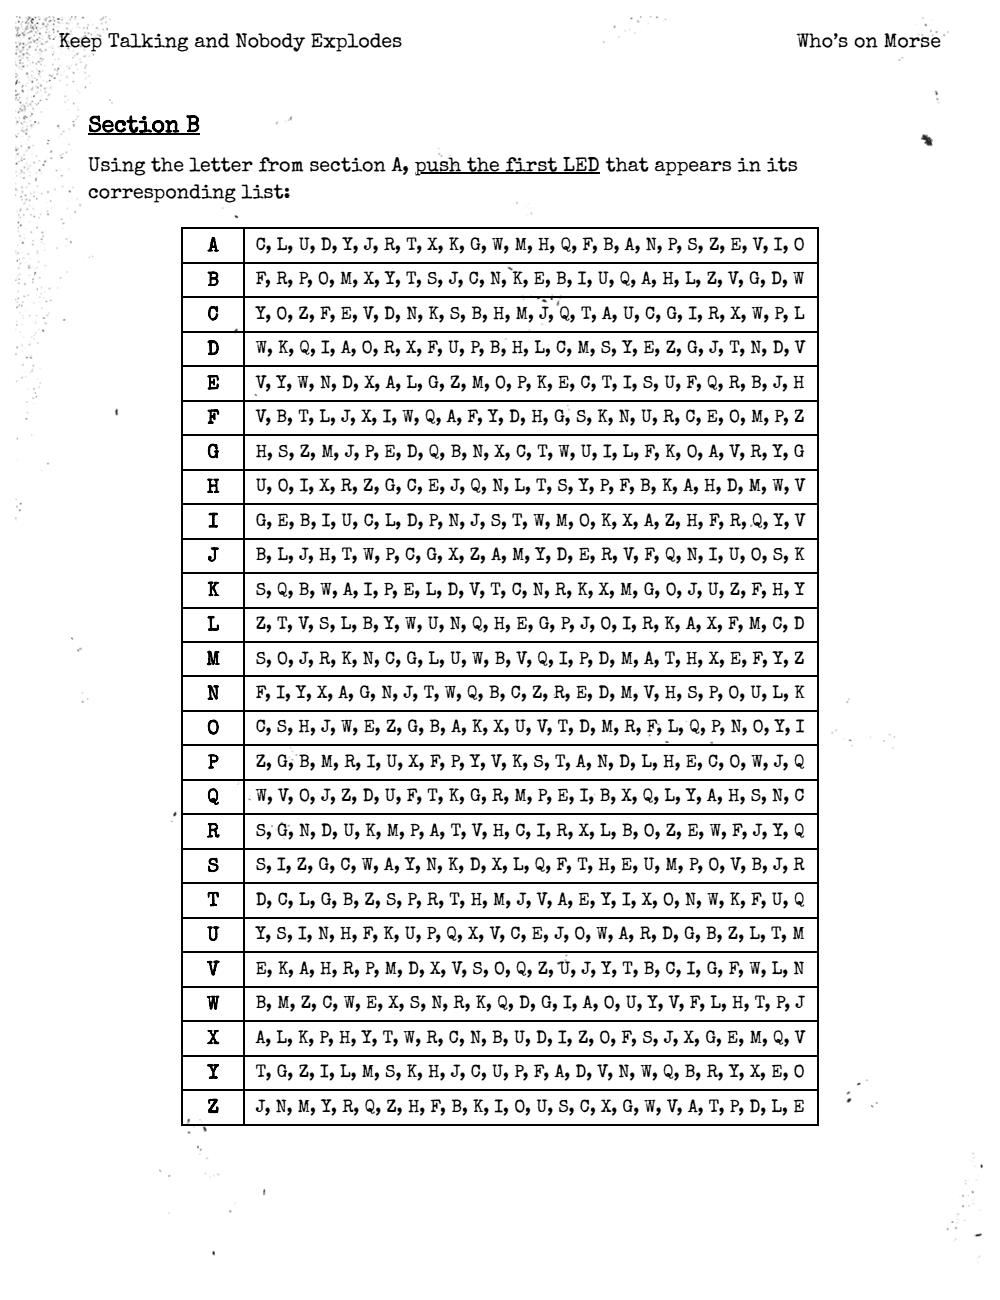 Keep Talking and Nobody Explodes Who's on Morse
Section B
Using the letter from section A, push the first LED that appears in its
corresponding list:
A C, L, U, D, Y, J, R, T, X, K, G, W, M, H, Q, F, B, A, N, P, S, Z, E, V, I, O
B F, R, P, O, M, X, Y, T, S, J, C, N, K, E, B, I, U, Q, A, H, L, Z, V, G, D, W
C Y, O, Z, F, E, V, D, N, K, S, B, H, M, J, Q, T, A, U, C, G, I, R, X, W, P, L
D W, K, Q, I, A, O, R, X, F, U, P, B, H, L, C, M, S, Y, E, Z, G, J, T, N, D, V
E V, Y, W, N, D, X, A, L, G, Z, M, O, P, K, E, C, T, I, S, U, F, Q, R, B, J, H
F V, B, T, L, J, X, I, W, Q, A, F, Y, D, H, G, S, K, N, U, R, C, E, O, M, P, Z
G H, S, Z, M, J, P, E, D, Q, B, N, X, C, T, W, U, I, L, F, K, O, A, V, R, Y, G
H U, O, I, X, R, Z, G, C, E, J, Q, N, L, T, S, Y, P, F, B, K, A, H, D, M, W, V
I G, E, B, I, U, C, L, D, P, N, J, S, T, W, M, O, K, X, A, Z, H, F, R, Q, Y, V
J B, L, J, H, T, W, P, C, G, X, Z, A, M, Y, D, E, R, V, F, Q, N, I, U, O, S, K
K S, Q, B, W, A, I, P, E, L, D, V, T, C, N, R, K, X, M, G, O, J, U, Z, F, H, Y
L Z, T, V, S, L, B, Y, W, U, N, Q, H, E, G, P, J, O, I, R, K, A, X, F, M, C, D
M S, O, J, R, K, N, C, G, L, U, W, B, V, Q, I, P, D, M, A, T, H, X, E, F, Y, Z
N F, I, Y, X, A, G, N, J, T, W, Q, B, C, Z, R, E, D, M, V, H, S, P, O, U, L, K
O C, S, H, J, W, E, Z, G, B, A, K, X, U, V, T, D, M, R, F, L, Q, P, N, O, Y, I
P Z, G, B, M, R, I, U, X, F, P, Y, V, K, S, T, A, N, D, L, H, E, C, O, W, J, Q
Q W, V, O, J, Z, D, U, F, T, K, G, R, M, P, E, I, B, X, Q, L, Y, A, H, S, N, C
R S, G, N, D, U, K, M, P, A, T, V, H, C, I, R, X, L, B, O, Z, E, W, F, J, Y, Q
S S, I, Z, G, C, W, A, Y, N, K, D, X, L, Q, F, T, H, E, U, M, P, O, V, B, J, R
T D, C, L, G, B, Z, S, P, R, T, H, M, J, V, A, E, Y, I, X, O, N, W, K, F, U, Q
U Y, S, I, N, H, F, K, U, P, Q, X, V, C, E, J, O, W, A, R, D, G, B, Z, L, T, M
V E, K, A, H, R, P, M, D, X, V, S, O, Q, Z, U, J, Y, T, B, C, I, G, F, W, L, N
W B, M, Z, C, W, E, X, S, N, R, K, Q, D, G, I, A, O, U, Y, V, F, L, H, T, P, J
X A, L, K, P, H, Y, T, W, R, C, N, B, U, D, I, Z, O, F, S, J, X, G, E, M, Q, V
Y T, G, Z, I, L, M, S, K, H, J, C, U, P, F, A, D, V, N, W, Q, B, R, Y, X, E, O
Z J, N, M, Y, R, Q, Z, H, F, B, K, I, O, U, S, C, X, G, W, V, A, T, P, D, L, E